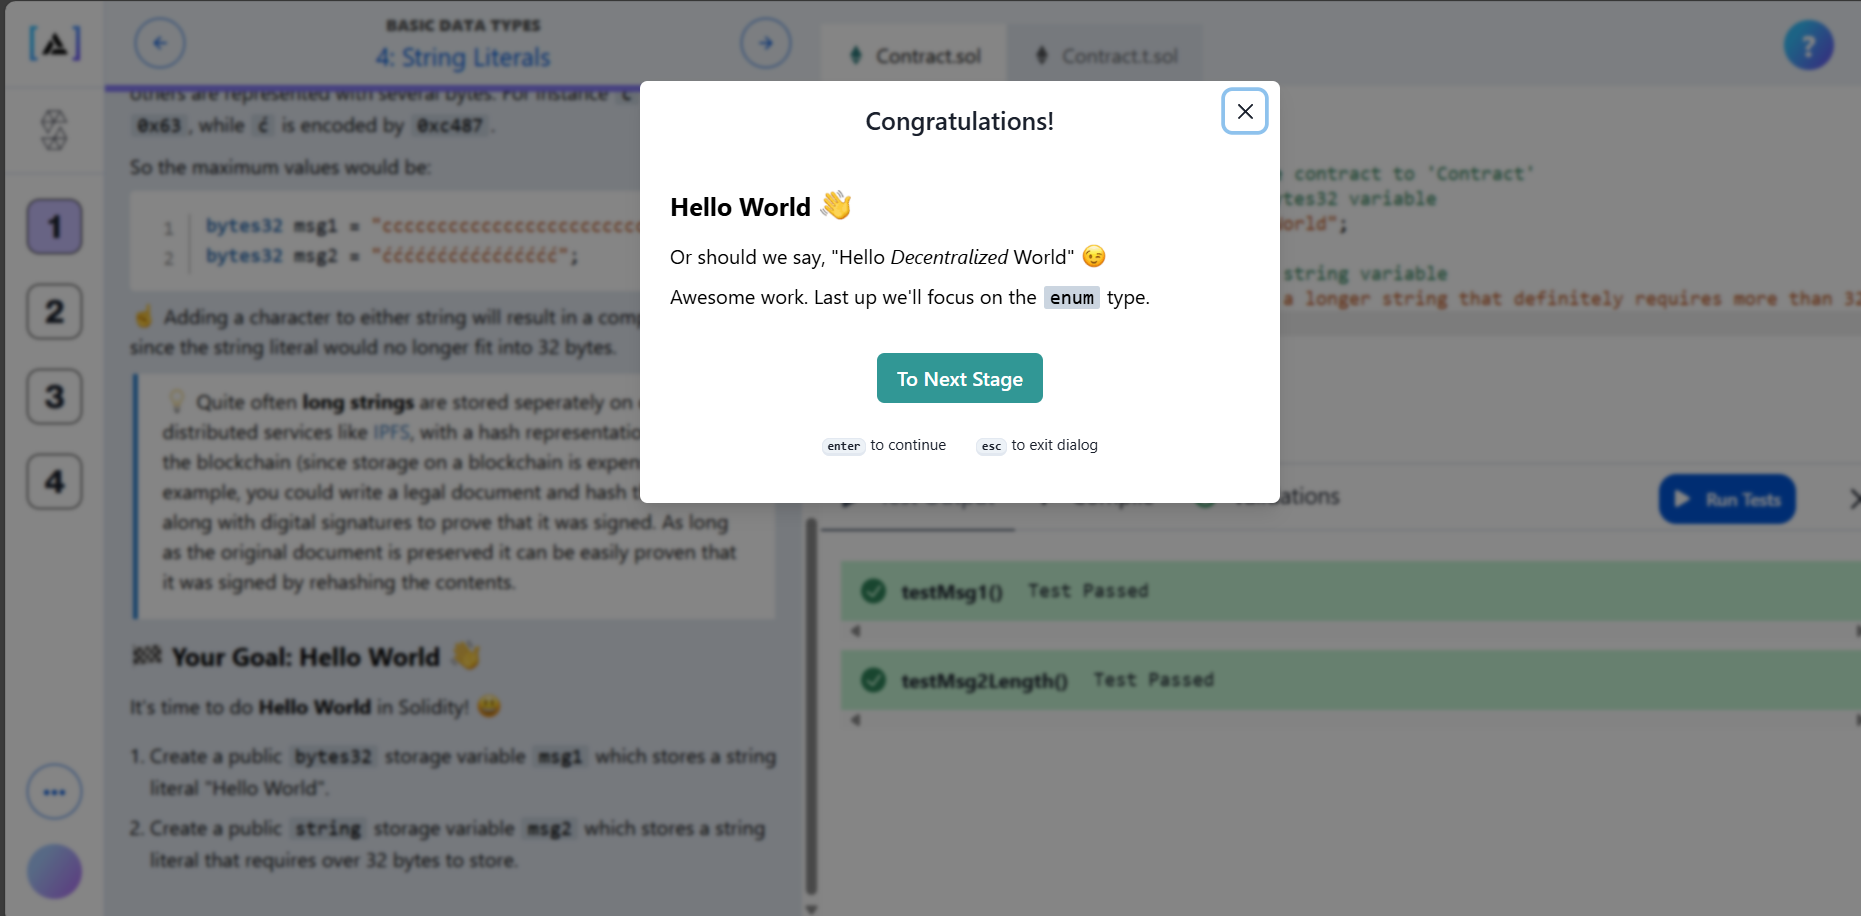 BASIC DATA TYPES
4: String Literals
Contract.sol
Contract.t.sol
?
others are represented with several bytes. For instance c
0x63, while ć is encoded by 0xc487.
So the maximum values would be:
1 bytes32 msg1 = "cccccccccccccccccccccccc
2 bytes32 msg2 = "ćććććććććććććććć";
☝ Adding a character to either string will result in a comp
since the string literal would no longer fit into 32 bytes.
💡 Quite often long strings are stored seperately on
distributed services like IPFS, with a hash representatio
the blockchain (since storage on a blockchain is expen
example, you could write a legal document and hash
along with digital signatures to prove that it was signed. As long
as the original document is preserved it can be easily proven that
it was signed by rehashing the contents.
🏁 Your Goal: Hello World 👋
It's time to do Hello World in Solidity! 😃
1. Create a public bytes32 storage variable msg1 which stores a string
literal "Hello World".
2. Create a public string storage variable msg2 which stores a string
literal that requires over 32 bytes to store.
1
2
3
4
Congratulations!
Hello World 👋
Or should we say, "Hello Decentralized World" 😉
Awesome work. Last up we'll focus on the enum type.
To Next Stage
enter to continue esc to exit dialog
contract to 'Contract'
tes32 variable
orld";
string variable
a longer string that definitely requires more than 32
Run Tests
testMsg1() Test Passed
testMsg2Length() Test Passed